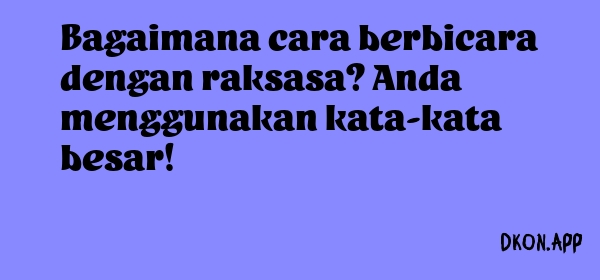 Bagaimana cara berbicara
dengan raksasa? Anda
menggunakan kata-kata
besar!
DKON.APP